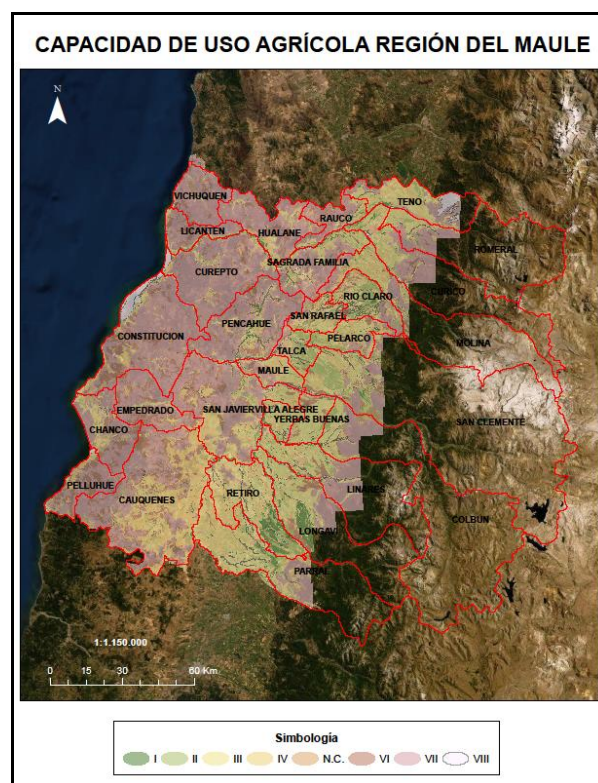 CAPACIDAD DE USO AGRÍCOLA REGIÓN DEL MAULE
N
VICHUQUEN
TENO
RAUCO
LICANTEN
HUALANE
ROMERAL
SAGRADA FAMILIA
CUREPTO
CURICO
RIO CLARO
SAN RAFAEL
PENCAHUE
CONSTITUCION
PELARCO
MOLINA
TALCA
MAULE
EMPEDRADO
SAN JAVIER
VILLA ALEGRE
YERBAS BUENAS
SAN CLEMENTE
CHANCO
PELLUHUE
CAUQUENES
RETIRO
LINARES
COLBUN
LONGAVI
PARRAL
1:1.150.000
0 15 30 60 Km.
Simbología
I II III IV N.C. VI VII VIII